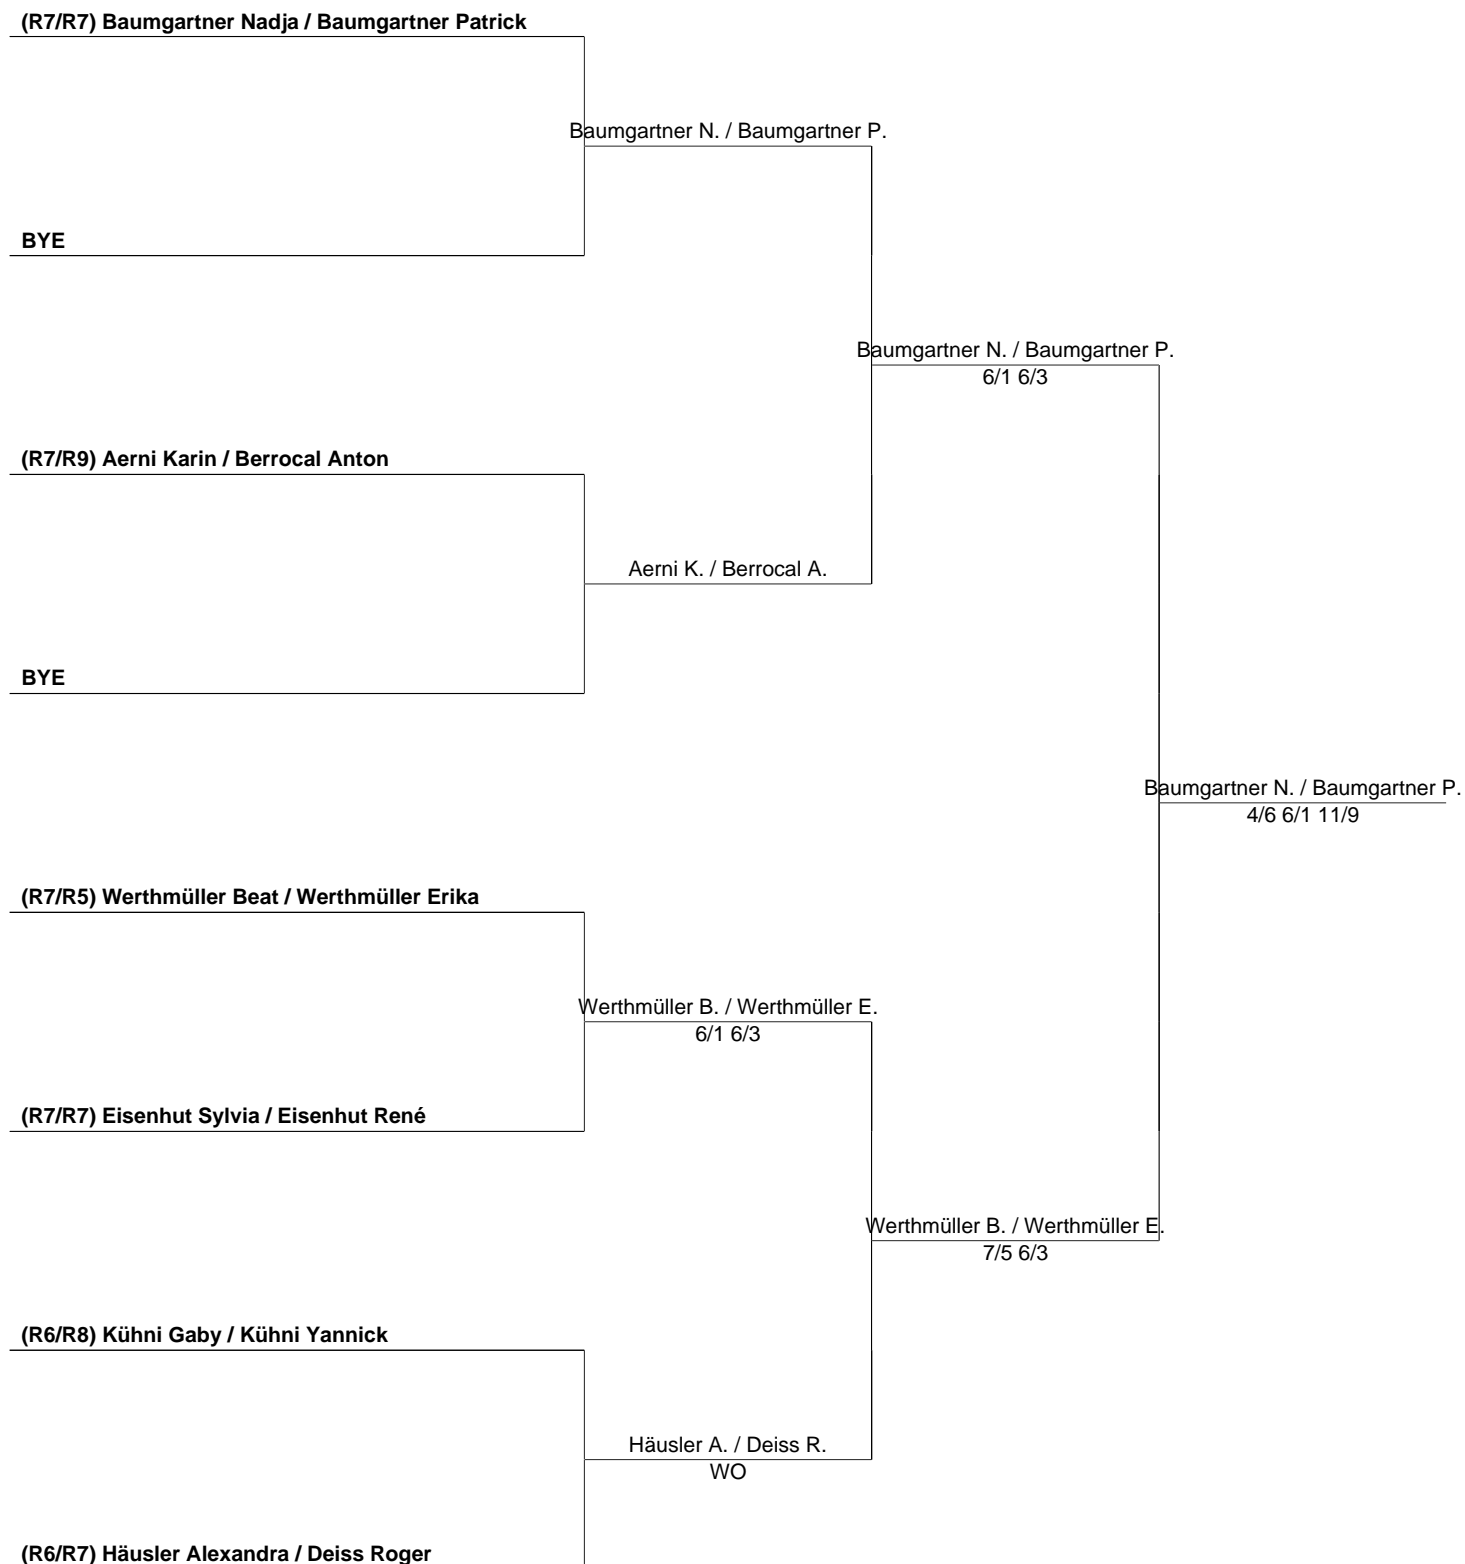 (R7/R7) Baumgartner Nadja / Baumgartner Patrick
Baumgartner N. / Baumgartner P.
BYE
Baumgartner N. / Baumgartner P.
6/1 6/3
(R7/R9) Aerni Karin / Berrocal Anton
Aerni K. / Berrocal A.
BYE
Baumgartner N. / Baumgartner P.
4/6 6/1 11/9
(R7/R5) Werthmüller Beat / Werthmüller Erika
Werthmüller B. / Werthmüller E.
6/1 6/3
(R7/R7) Eisenhut Sylvia / Eisenhut René
Werthmüller B. / Werthmüller E.
7/5 6/3
(R6/R8) Kühni Gaby / Kühni Yannick
Häusler A. / Deiss R.
WO
(R6/R7) Häusler Alexandra / Deiss Roger